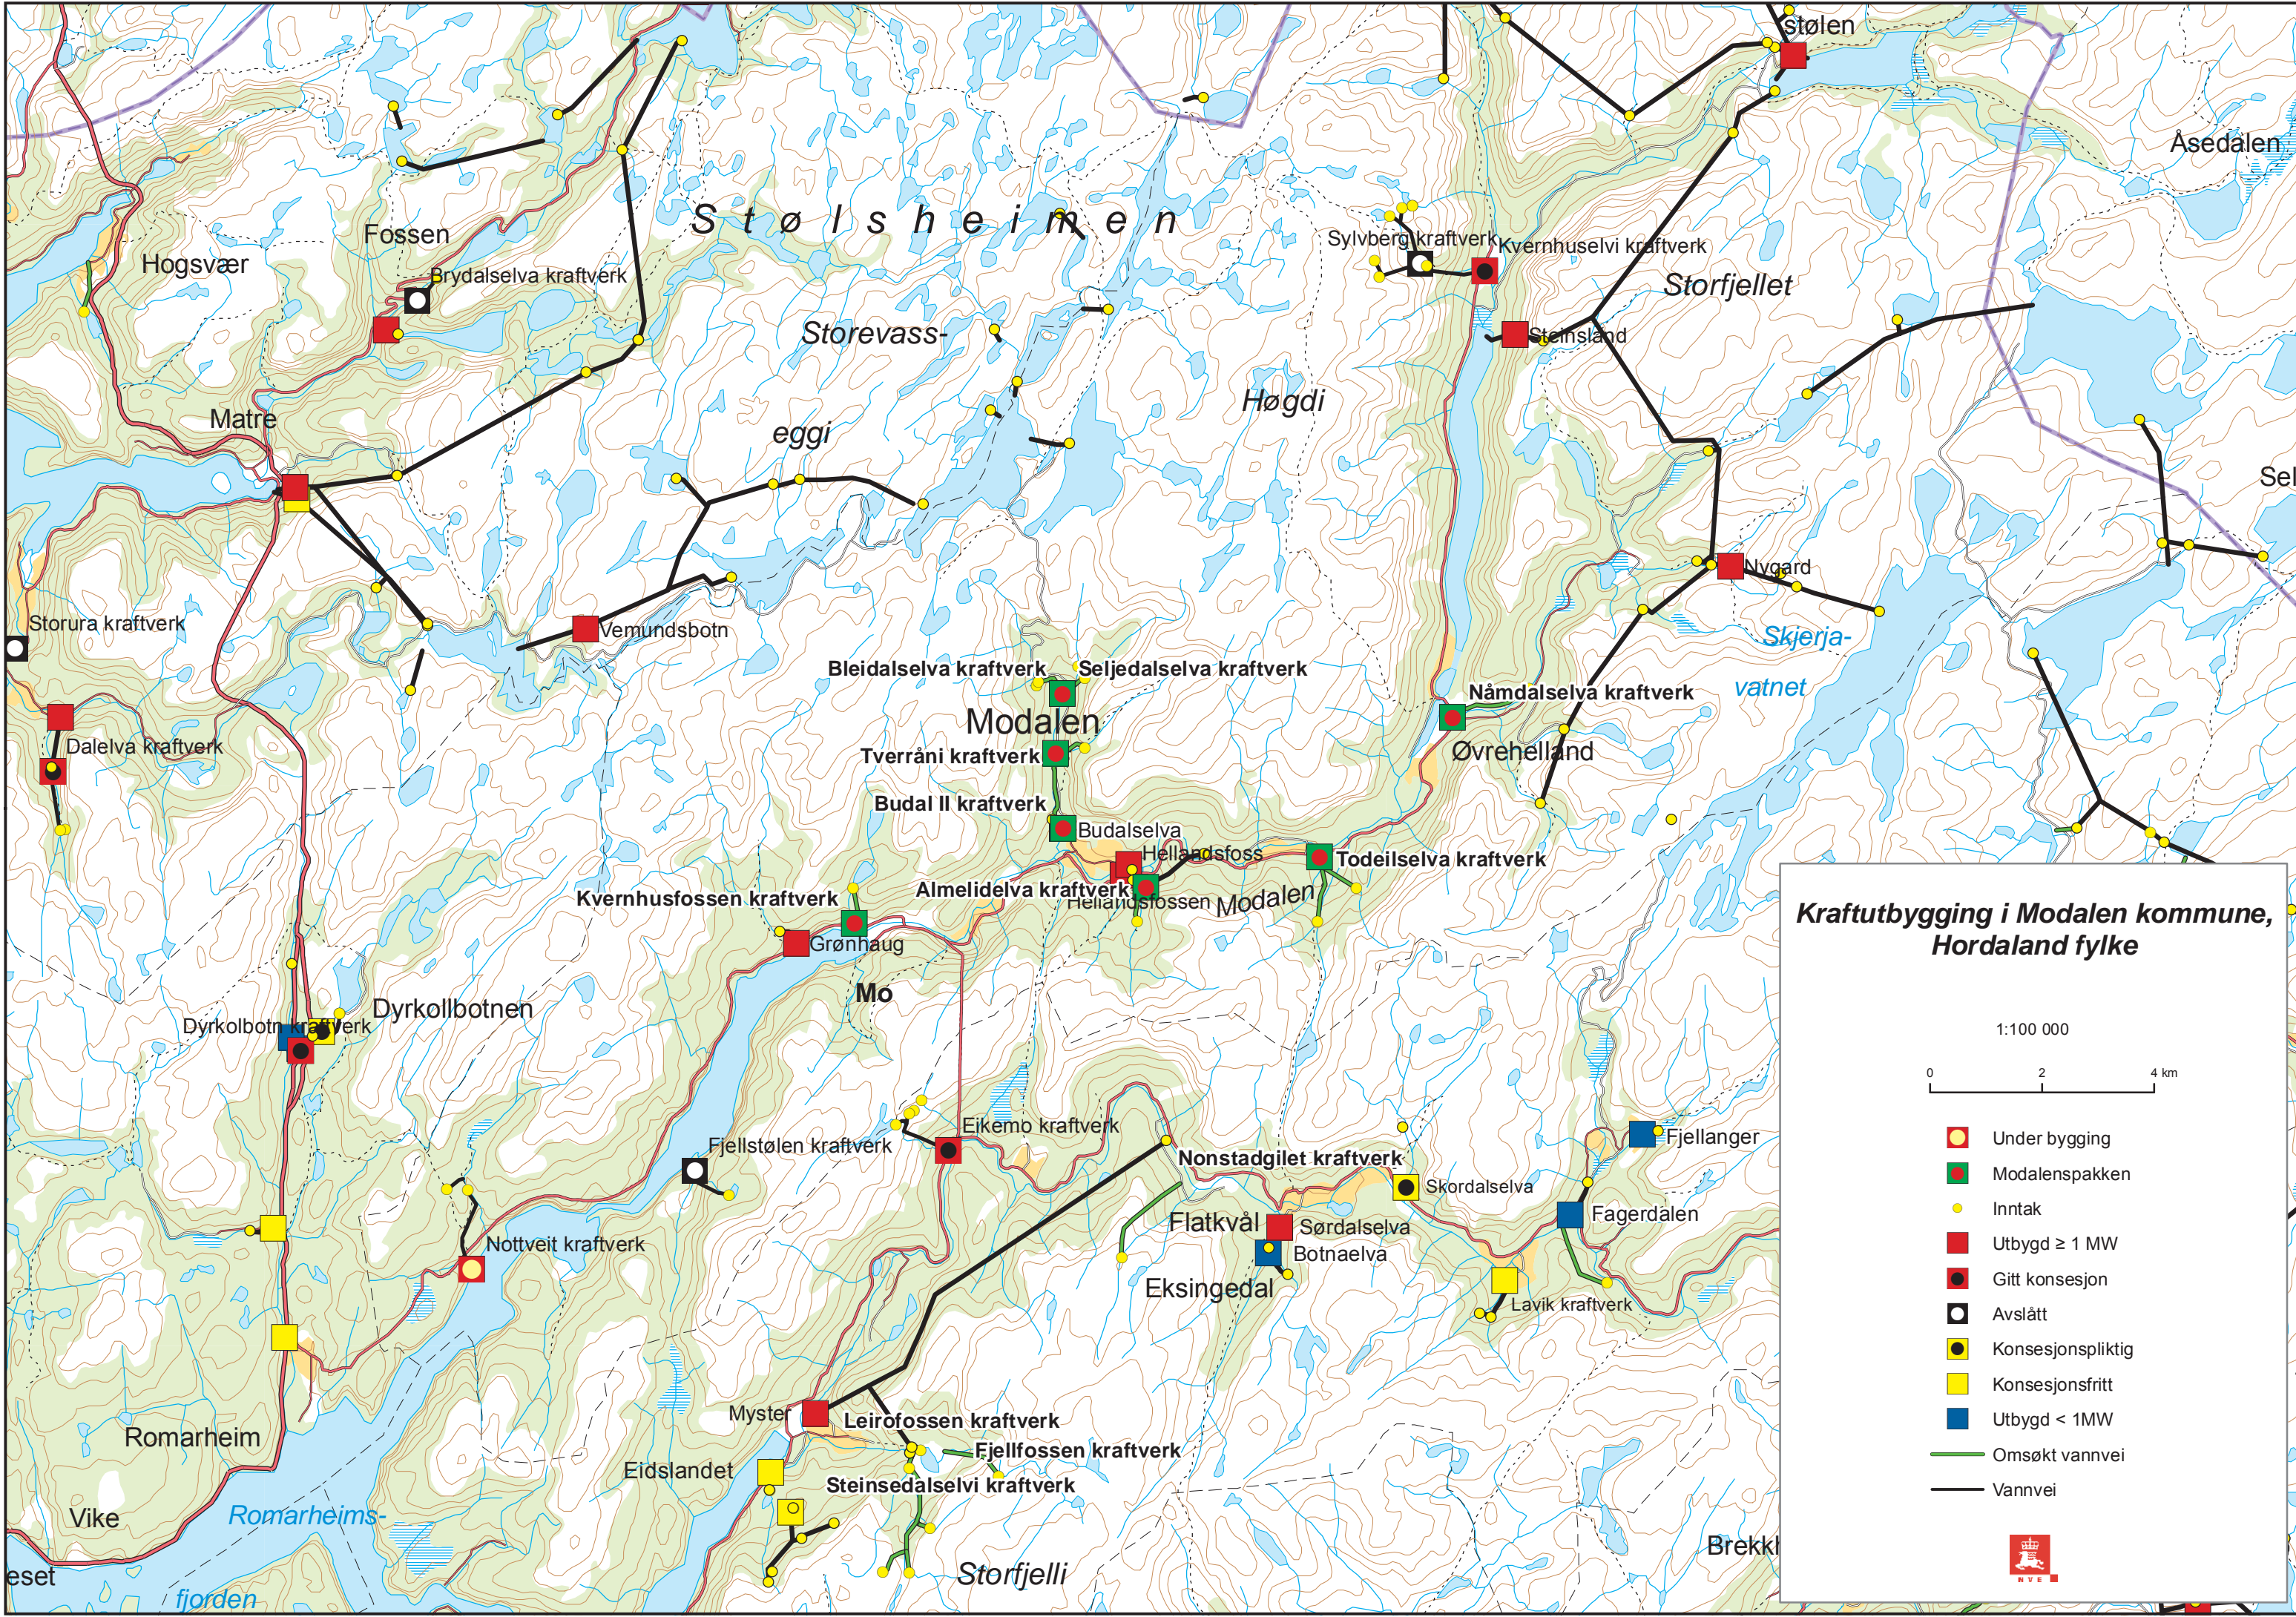 stølen
Åsedalen
Stølsheimen
Fossen
Sylvberg kraftverk
Kvernhuselvi kraftverk
Hogsvær
Brydalselva kraftverk
Storfjellet
Storevass-
Steinsland
Høgdi
Matre
eggi
Nygard
Storura kraftverk
Vemundsbotn
Skjerja-
vatnet
Bleidalselva kraftverk
Seljedalselva kraftverk
Nåmdalselva kraftverk
Modalen
Dalelva kraftverk
Tverråni kraftverk
Øvrehelland
Budal II kraftverk
Budalselva
Hellandsfoss
Todeilselva kraftverk
Almelidelva kraftverk
Kvernhusfossen kraftverk
Hellandsfossen
Modalen
Grønhaug
Mo
Dyrkollbotnen
Dyrkolbotn kraftverk
Eikemo kraftverk
Fjellstølen kraftverk
Fjellanger
Nonstadgilet kraftverk
Skordalselva
Fagerdalen
Flatkvål
Sørdalselva
Nottveit kraftverk
Botnaelva
Eksingedal
Lavik kraftverk
Myster
Leirofossen kraftverk
Romarheim
Fjellfossen kraftverk
Eidslandet
Steinsedalselvi kraftverk
Vike
Romarheims-
fjorden
Storfjelli
eset
Kraftutbygging i Modalen kommune,
Hordaland fylke
1:100 000
0 2 4 km
Under bygging
Modalenspakken
Inntak
Utbygd ≥ 1 MW
Gitt konsesjon
Avslått
Konsesjonspliktig
Konsesjonsfritt
Utbygd < 1MW
Omsøkt vannvei
Vannvei
NVE